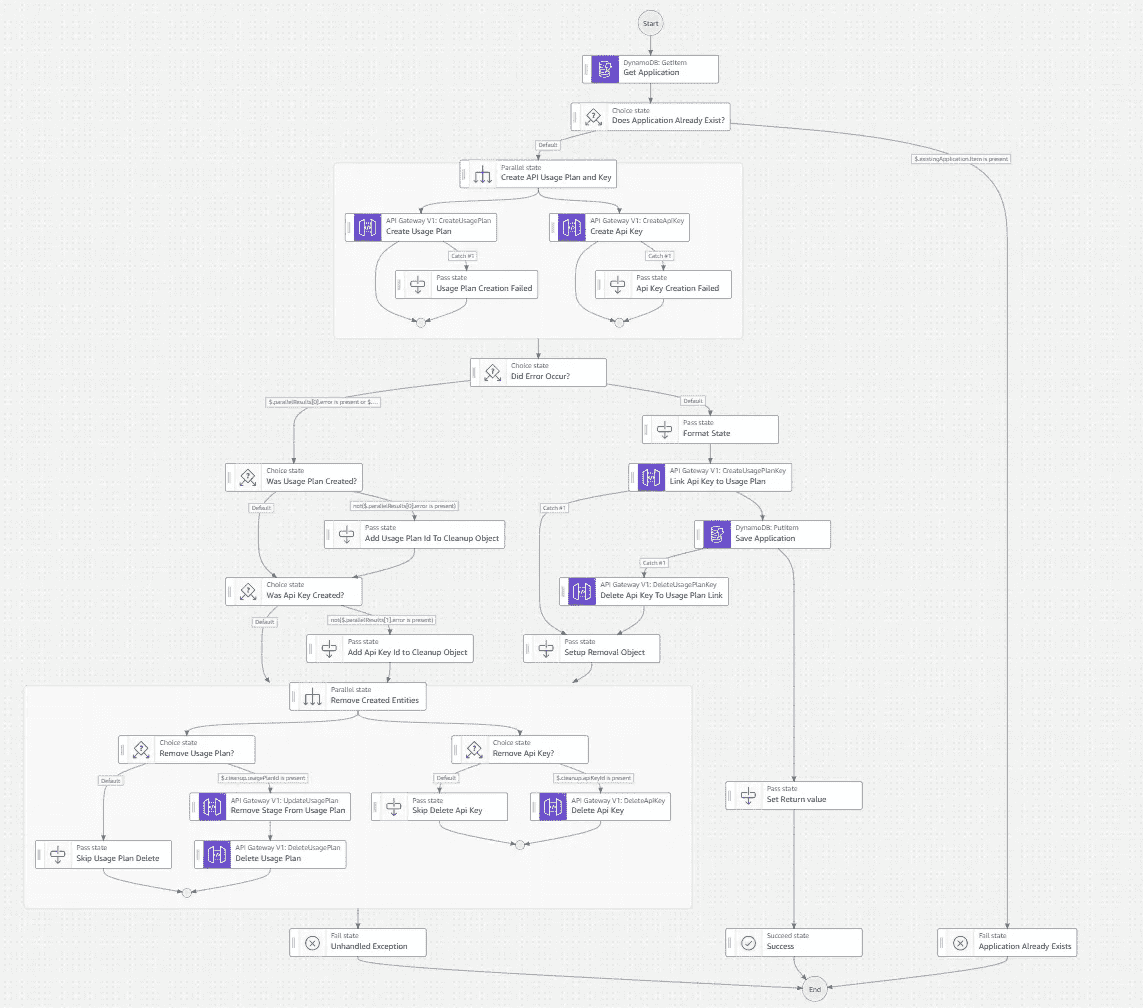 Start
DynamoDB: GetItem
Get Application
Choice state
Does Application Already Exist?
Default
$.existingApplication.Item is present
Parallel state
Create API Usage Plan and Key
API Gateway V1: CreateUsagePlan
Create Usage Plan
API Gateway V1: CreateApiKey
Create Api Key
Catch #1
Catch #1
Pass state
Usage Plan Creation Failed
Pass state
Api Key Creation Failed
Choice state
Did Error Occur?
$.parallelResults[0].error is present or $....
Default
Pass state
Format State
Choice state
Was Usage Plan Created?
API Gateway V1: CreateUsagePlanKey
Link Api Key to Usage Plan
Default
not($.parallelResults[0].error is present)
Catch #1
Pass state
Add Usage Plan Id To Cleanup Object
DynamoDB: PutItem
Save Application
Catch #1
Choice state
Was Api Key Created?
API Gateway V1: DeleteUsagePlanKey
Delete Api Key To Usage Plan Link
Default
not($.parallelResults[1].error is present)
Pass state
Add Api Key Id to Cleanup Object
Pass state
Setup Removal Object
Parallel state
Remove Created Entities
Choice state
Remove Usage Plan?
Choice state
Remove Api Key?
Default
$.cleanup.usagePlanId is present
Default
$.cleanup.apiKeyId is present
API Gateway V1: UpdateUsagePlan
Remove Stage From Usage Plan
Pass state
Skip Delete Api Key
API Gateway V1: DeleteApiKey
Delete Api Key
Pass state
Set Return value
Pass state
Skip Usage Plan Delete
API Gateway V1: DeleteUsagePlan
Delete Usage Plan
Fail state
Unhandled Exception
Succeed state
Success
Fail state
Application Already Exists
End